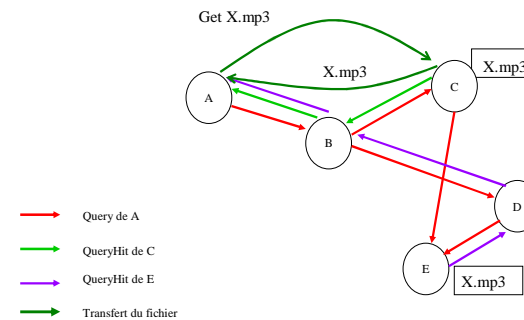 Get X.mp3
X.mp3
X.mp3
A
C
B
D
E
X.mp3
Query de A
QueryHit de C
QueryHit de E
Transfert du fichier